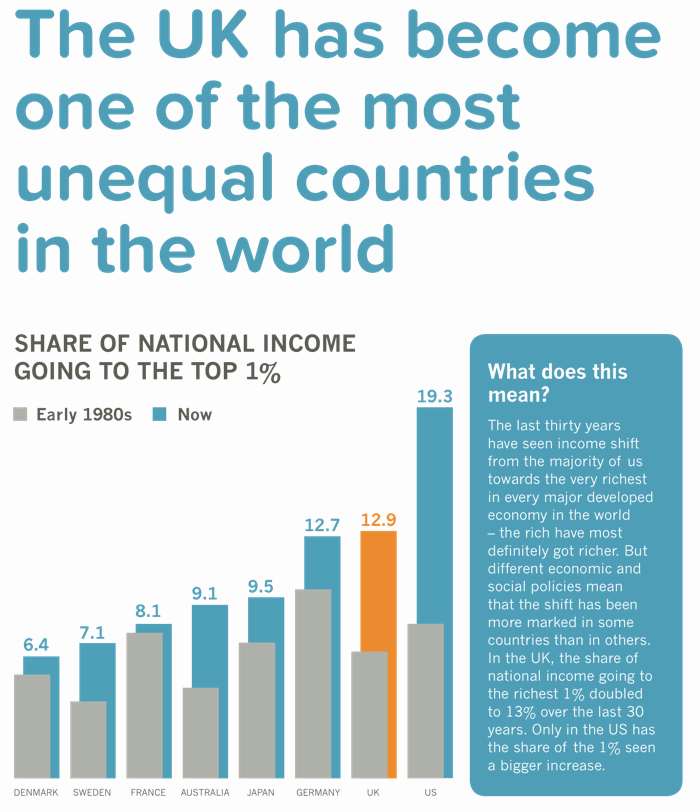 The UK has become
one of the most
unequal countries
in the world
SHARE OF NATIONAL INCOME
GOING TO THE TOP 1%
Early 1980s Now
6.4
7.1
8.1
9.1
9.5
12.7
12.9
19.3
DENMARK SWEDEN FRANCE AUSTRALIA JAPAN GERMANY UK US
What does this
mean?
The last thirty years
have seen income shift
from the majority of us
towards the very richest
in every major developed
economy in the world
– the rich have most
definitely got richer. But
different economic and
social policies mean
that the shift has been
more marked in some
countries than in others.
In the UK, the share of
national income going to
the richest 1% doubled
to 13% over the last 30
years. Only in the US has
the share of the 1% seen
a bigger increase.